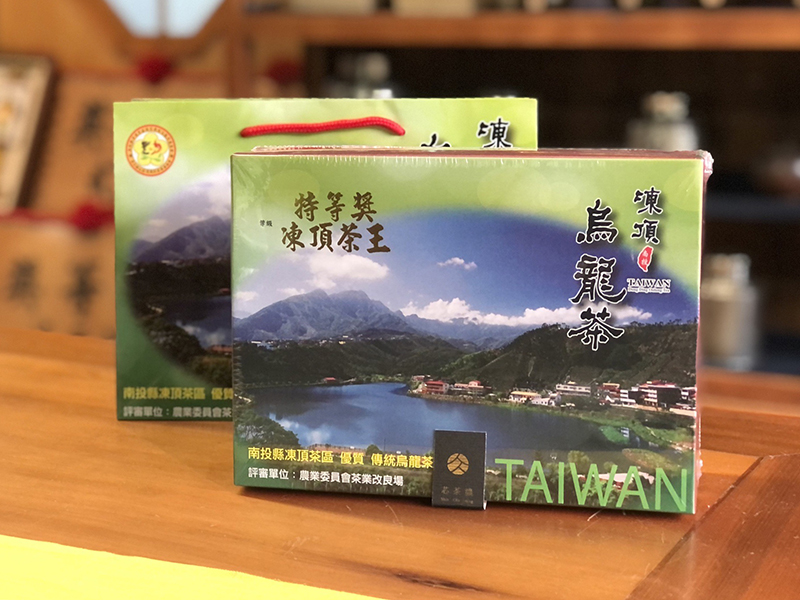 特等獎
凍頂茶王
凍頂
烏龍茶
TAIWAN
南投縣凍頂茶區 優質 傳統烏龍茶
評審單位：農業委員會茶業改良場
TAIWAN
凍
南投縣凍頂茶區 優質
評審單位：農業委員會茶